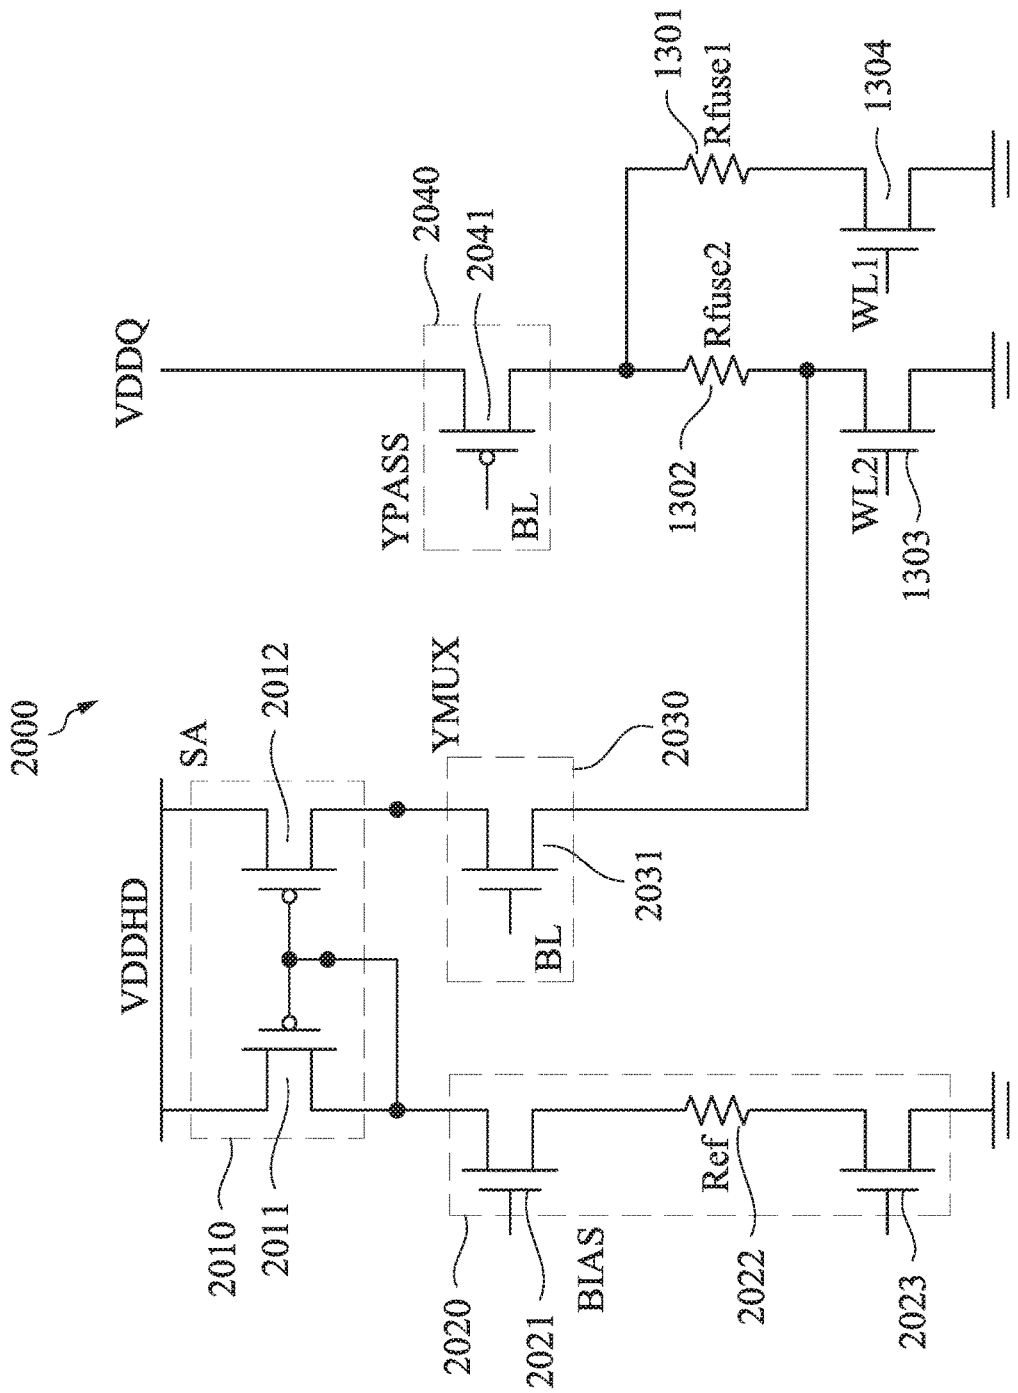 2000
VDDHD
VDDQ
SA
2010
2011
2012
YMUX
2030
2031
BL
YPASS
2040
2041
BL
2020
2021
BIAS
Ref
2022
2023
1301
Rfuse1
1302
Rfuse2
WL1
1304
WL2
1303